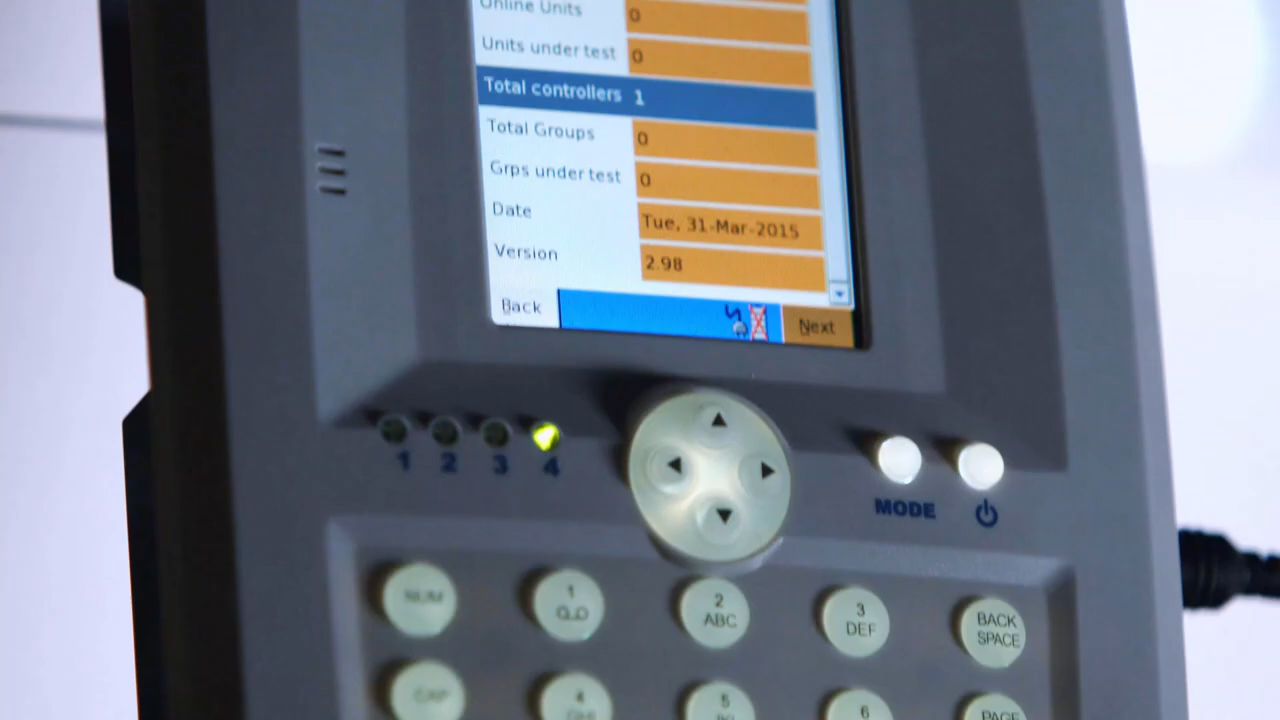 Online Units 0
Units under test 0
Total controllers 1
Total Groups 0
Grps under test 0
Date Tue, 31-Mar-2015
Version 2.98
Back Next
1 2 3 4
MODE
NUM
1
2
ABC
3
DEF
BACK
SPACE
CAP
4
GHI
5
6
PAGE